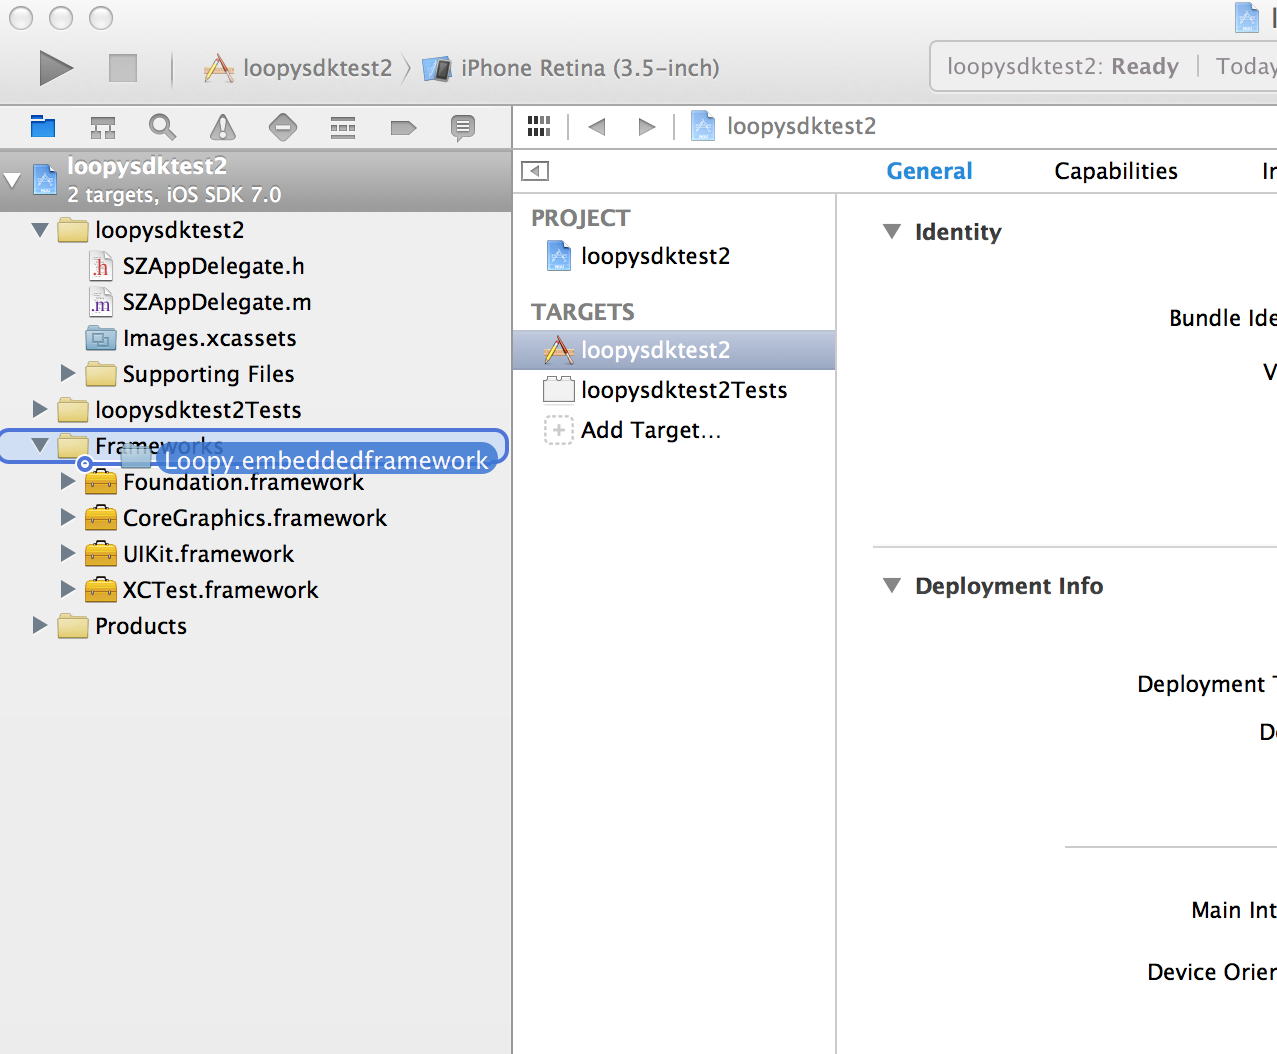 loopysdktest2
iPhone Retina (3.5-inch)
loopysdktest2: Ready
Today
loopysdktest2
loopysdktest2
2 targets, iOS SDK 7.0
General
Capabilities
loopysdktest2
SZAppDelegate.h
SZAppDelegate.m
Images.xcassets
Supporting Files
loopysdktest2Tests
Frameworks
Loopy.embeddedframework
Foundation.framework
CoreGraphics.framework
UIKit.framework
XCTest.framework
Products
PROJECT
loopysdktest2
TARGETS
loopysdktest2
loopysdktest2Tests
Add Target...
Identity
Bundle Ide
V
Deployment Info
Deployment T
De
Main Int
Device Orien